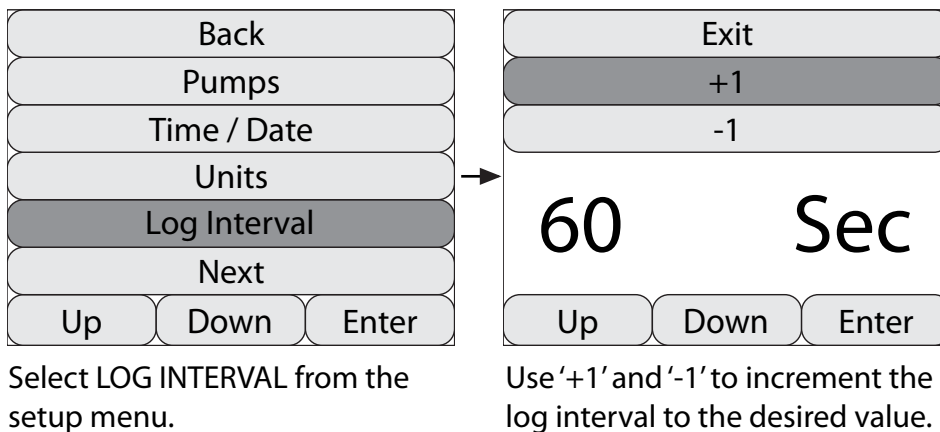 Back
Pumps
Time / Date
Units
Log Interval
Next
Up Down Enter
Select LOG INTERVAL from the
setup menu.
Exit
+1
-1
60 Sec
Up Down Enter
Use '+1' and '-1' to increment the
log interval to the desired value.